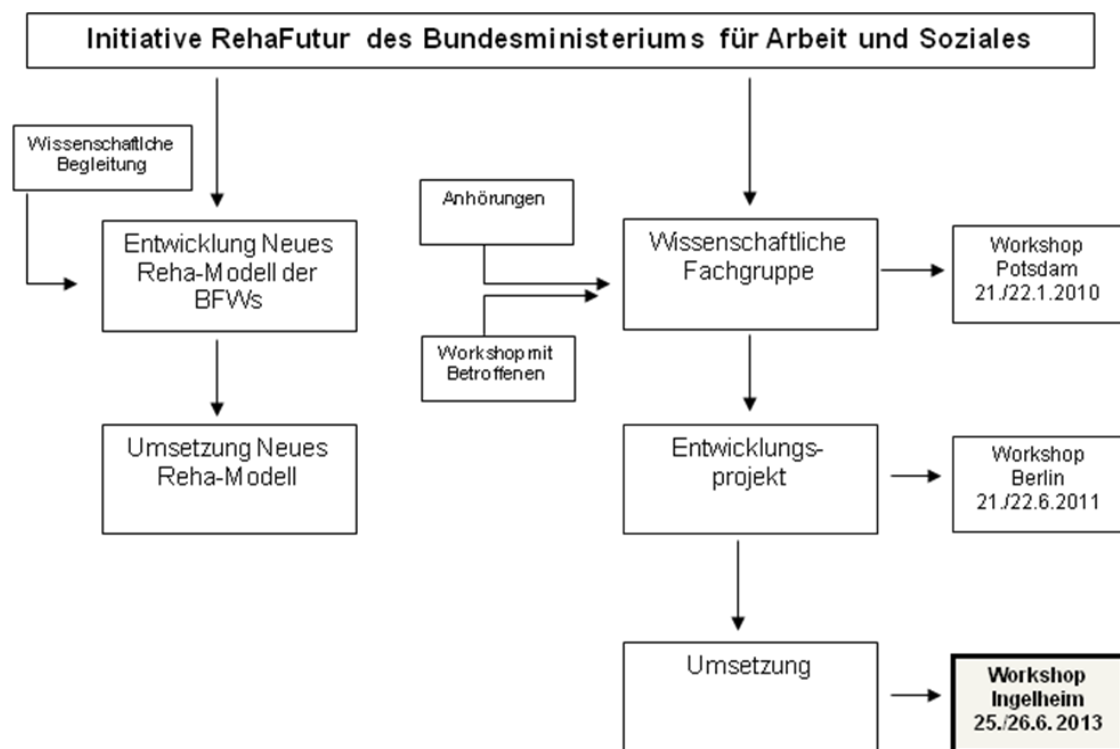 Initiative RehaFutur des Bundesministeriums für Arbeit und Soziales
Wissenschaftlche
Begleitung
Anhörungen
Entwicklung Neues
Reha-Modell der
BFWs
Wissenschaftliche
Fachgruppe
Workshop
Potsdam
21./22.1.2010
Workshop mit
Betroffenen
Umsetzung Neues
Reha-Modell
Entwicklungs-
projekt
Workshop
Berlin
21./22.6.2011
Umsetzung
Workshop
Ingelheim
25./26.6. 2013